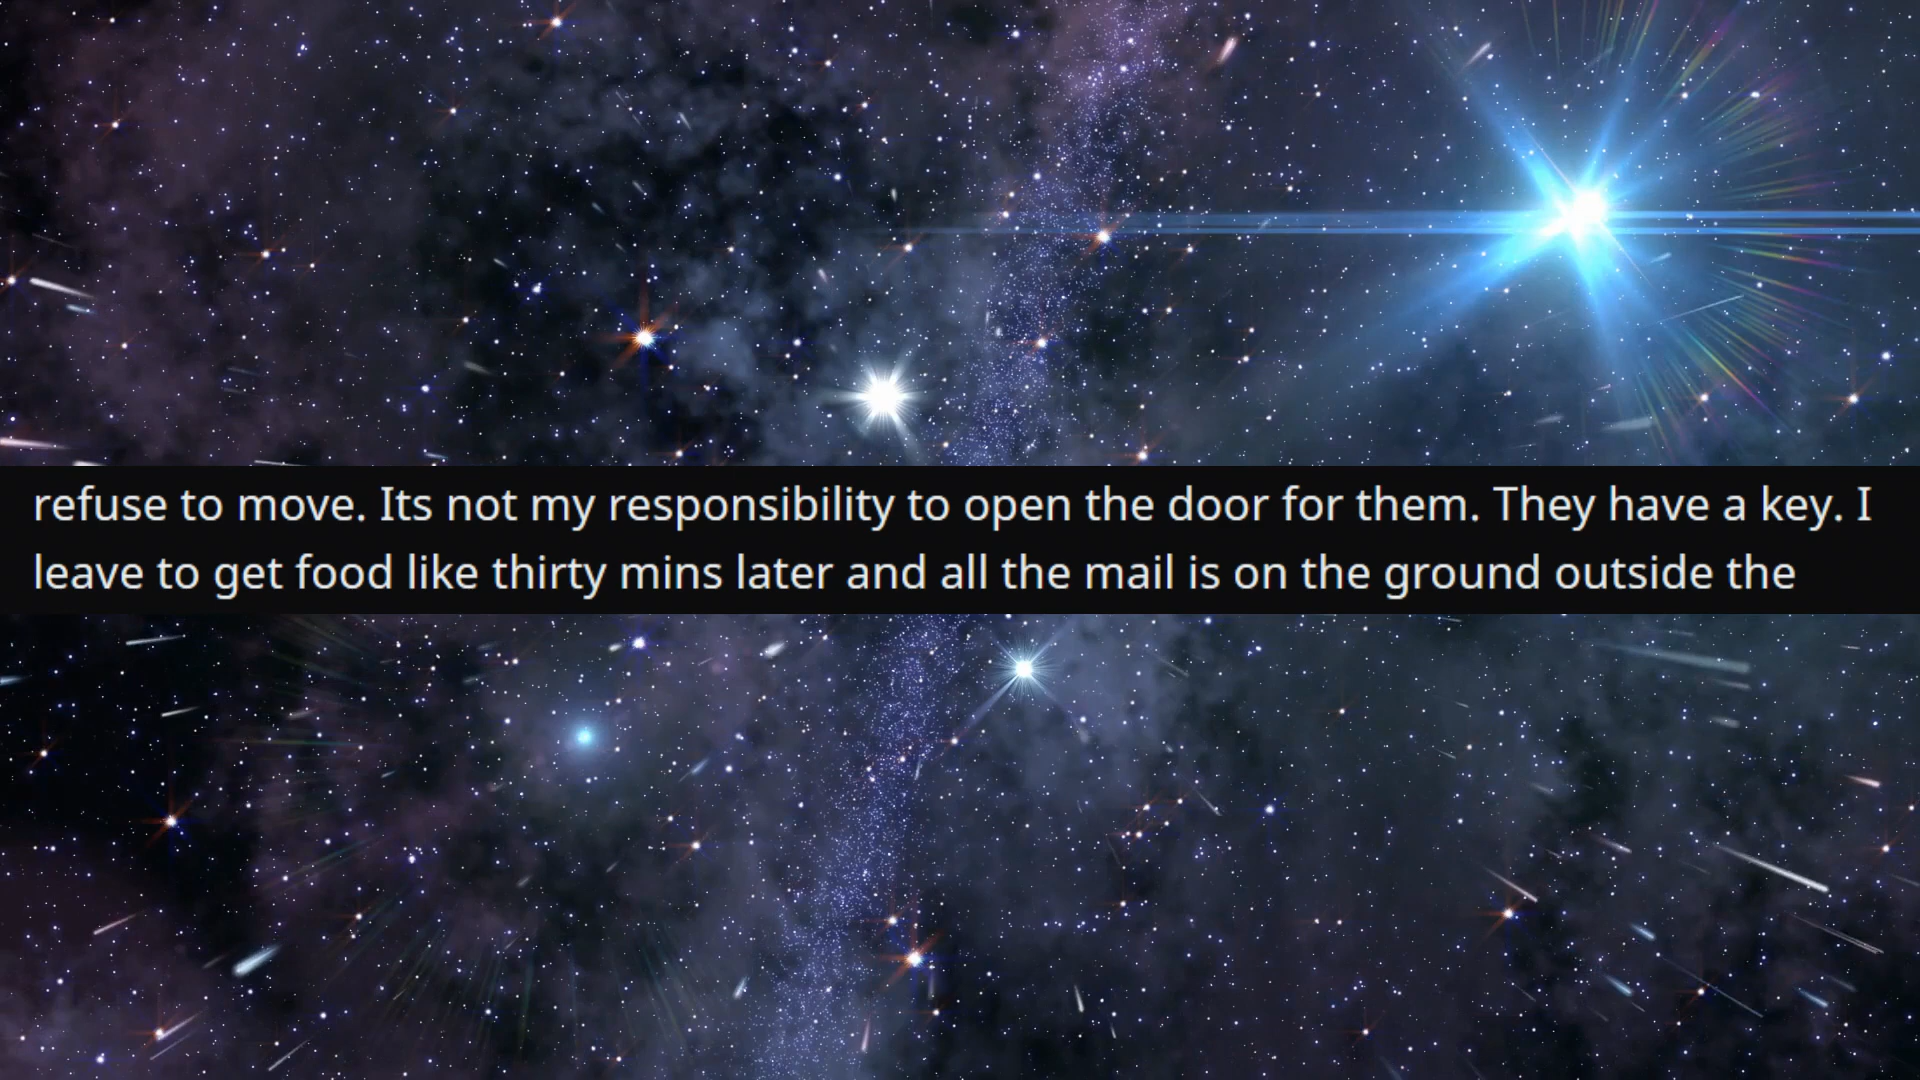 refuse to move. Its not my responsibility to open the door for them. They have a key. I
leave to get food like thirty mins later and all the mail is on the ground outside the